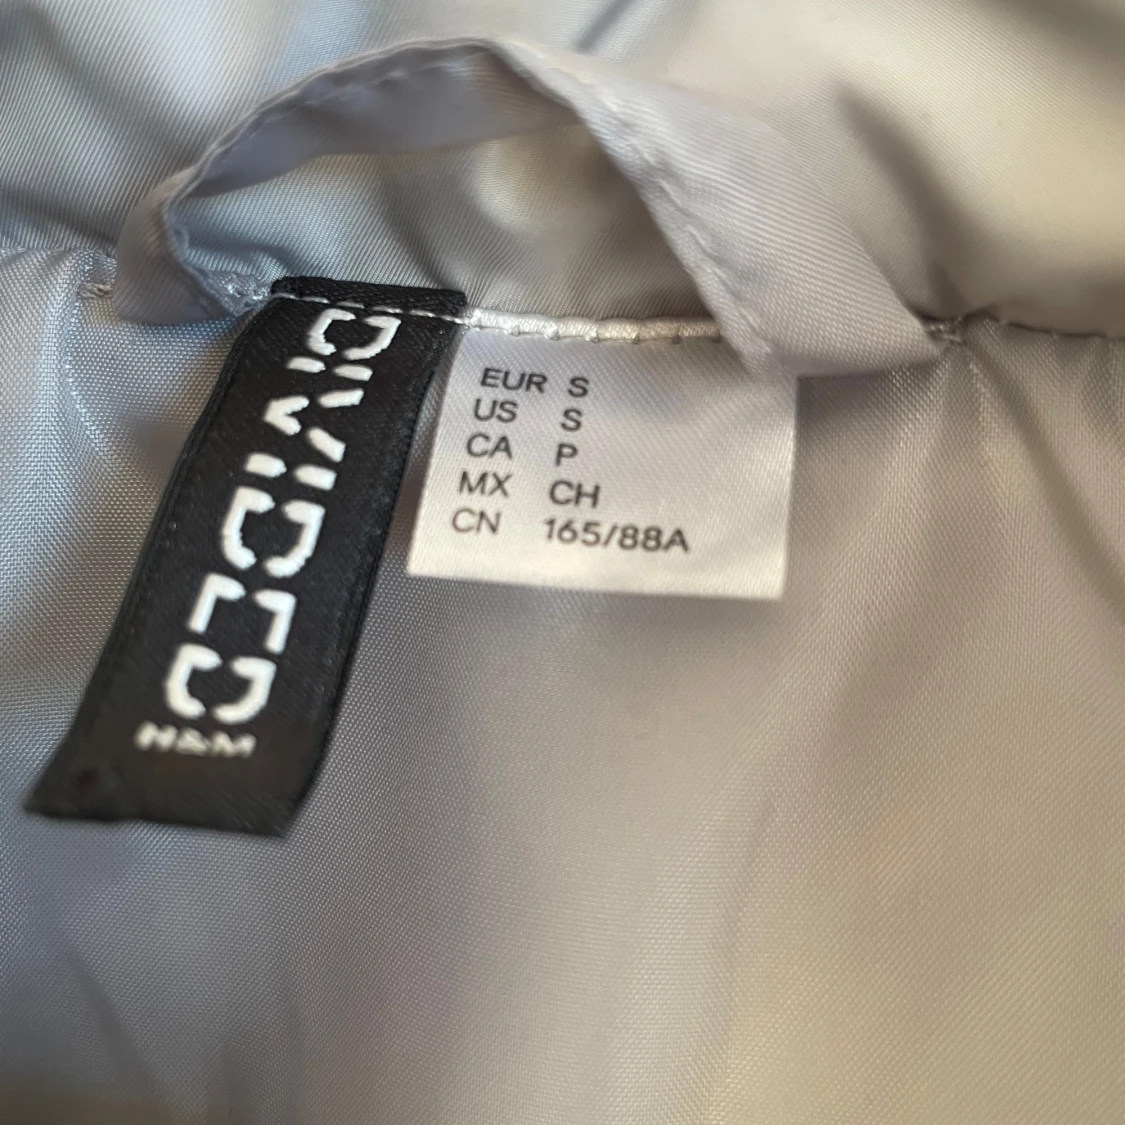 DIVIDED
H&M
EUR S
US S
CA P
MX CH
CN 165/88A